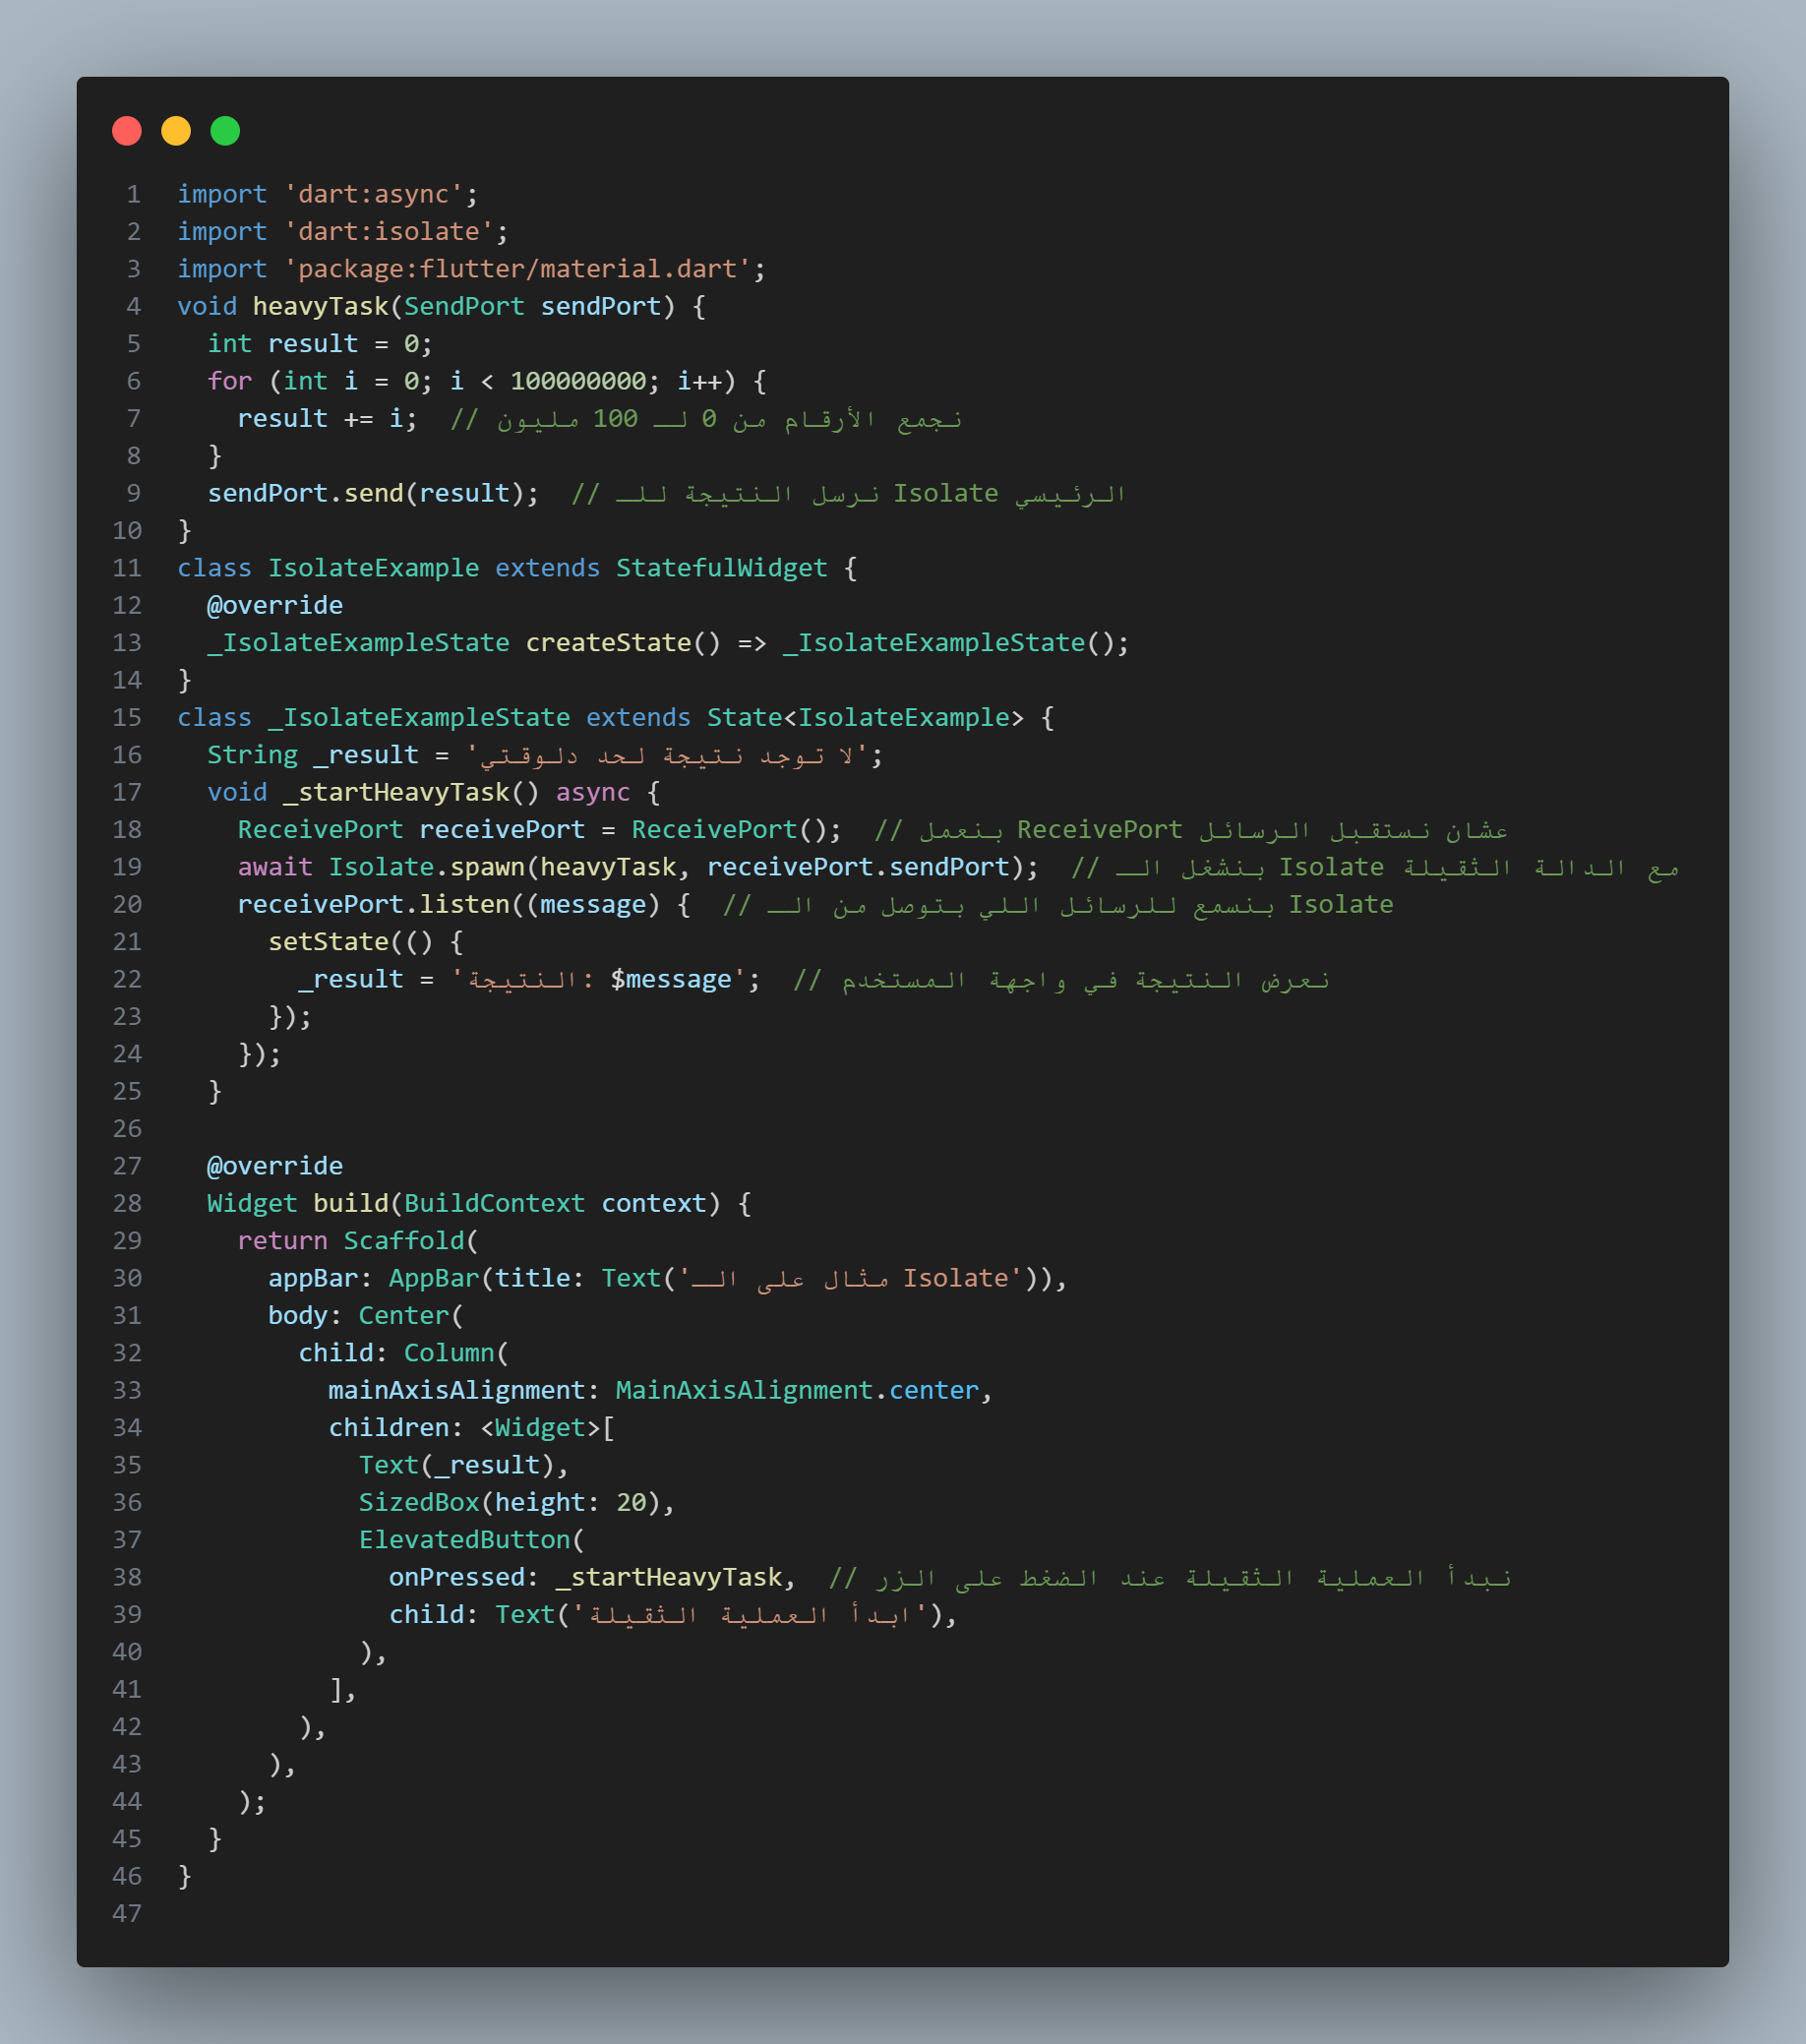 1 import 'dart:async';
2 import 'dart:isolate';
3 import 'package:flutter/material.dart';
4 void heavyTask(SendPort sendPort) {
5   int result = 0;
6   for (int i = 0; i < 100000000; i++) {
7     result += i;  // نجمع الأرقام من 0 لـ 100 مليون
8   }
9   sendPort.send(result);  // نرسل النتيجة للـ Isolate الرئيسي
10 }
11 class IsolateExample extends StatefulWidget {
12   @override
13   _IsolateExampleState createState() => _IsolateExampleState();
14 }
15 class _IsolateExampleState extends State<IsolateExample> {
16   String _result = 'لا توجد نتيجة لحد دلوقتي';
17   void _startHeavyTask() async {
18     ReceivePort receivePort = ReceivePort();  // بنعمل ReceivePort عشان نستقبل الرسائل
19     await Isolate.spawn(heavyTask, receivePort.sendPort);  // بنشغل الـ Isolate مع الدالة الثقيلة
20     receivePort.listen((message) {  // بنسمع للرسائل اللي بتوصل من الـ Isolate
21       setState(() {
22         _result = 'النتيجة: $message';  // نعرض النتيجة في واجهة المستخدم
23       });
24     });
25   }
26
27   @override
28   Widget build(BuildContext context) {
29     return Scaffold(
30       appBar: AppBar(title: Text('مثال على الـ Isolate')),
31       body: Center(
32         child: Column(
33           mainAxisAlignment: MainAxisAlignment.center,
34           children: <Widget>[
35             Text(_result),
36             SizedBox(height: 20),
37             ElevatedButton(
38               onPressed: _startHeavyTask,  // نبدأ العملية الثقيلة عند الضغط على الزر
39               child: Text('ابدأ العملية الثقيلة'),
40             ),
41           ],
42         ),
43       ),
44     );
45   }
46 }
47